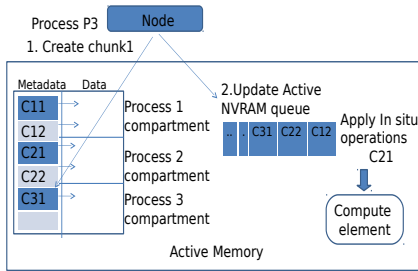 Process P3
Node
1. Create chunk1
Metadata
Data
C11
C12
C21
C22
C31
Process 1
compartment
Process 2
compartment
Process 3
compartment
2.Update Active
NVRAM queue
..
.
C31
C22
C12
Apply In situ
operations
C21
Compute
element
Active Memory